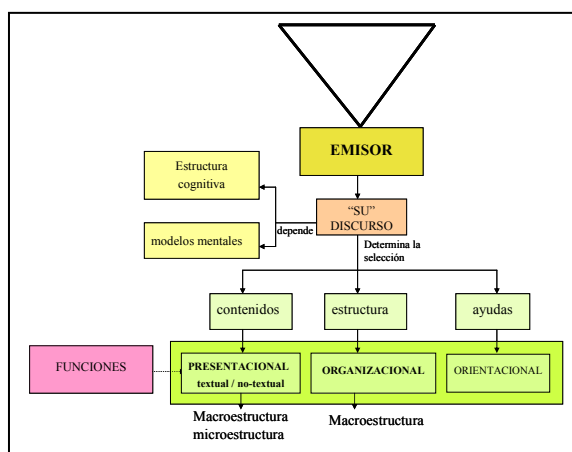 EMISOR
Estructura
cognitiva
"SU"
DISCURSO
depende
modelos mentales
Determina la
selección
contenidos
estructura
ayudas
FUNCIONES
PRESENTACIONAL
textual / no-textual
ORGANIZACIONAL
ORIENTACIONAL
Macroestructura
microestructura
Macroestructura